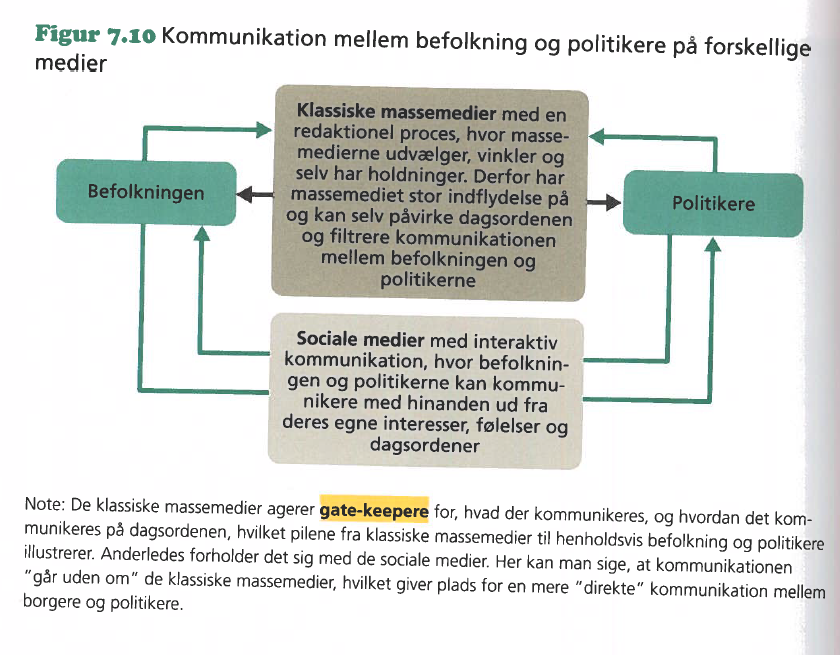 Figur 7.10 Kommunikation mellem befolkning og politikere på forskellige
medier
Klassiske massemedier med en
redaktionel proces, hvor masse-
medierne udvælger, vinkler og
selv har holdninger. Derfor har
massemediet stor indflydelse på
og kan selv påvirke dagsordenen
og filtrere kommunikationen
mellem befolkningen og
politikerne
Befolkningen
Politikere
Sociale medier med interaktiv
kommunikation, hvor befolknin-
gen og politikerne kan kommu-
nikere med hinanden ud fra
deres egne interesser, følelser og
dagsordener
Note: De klassiske massemedier agerer gate-keepere for, hvad der kommunikeres, og hvordan det kom-
munikeres på dagsordenen, hvilket pilene fra klassiske massemedier til henholdsvis befolkning og politikere
illustrerer. Anderledes forholder det sig med de sociale medier. Her kan man sige, at kommunikationen
"går uden om" de klassiske massemedier, hvilket giver plads for en mere "direkte" kommunikation mellem
borgere og politikere.